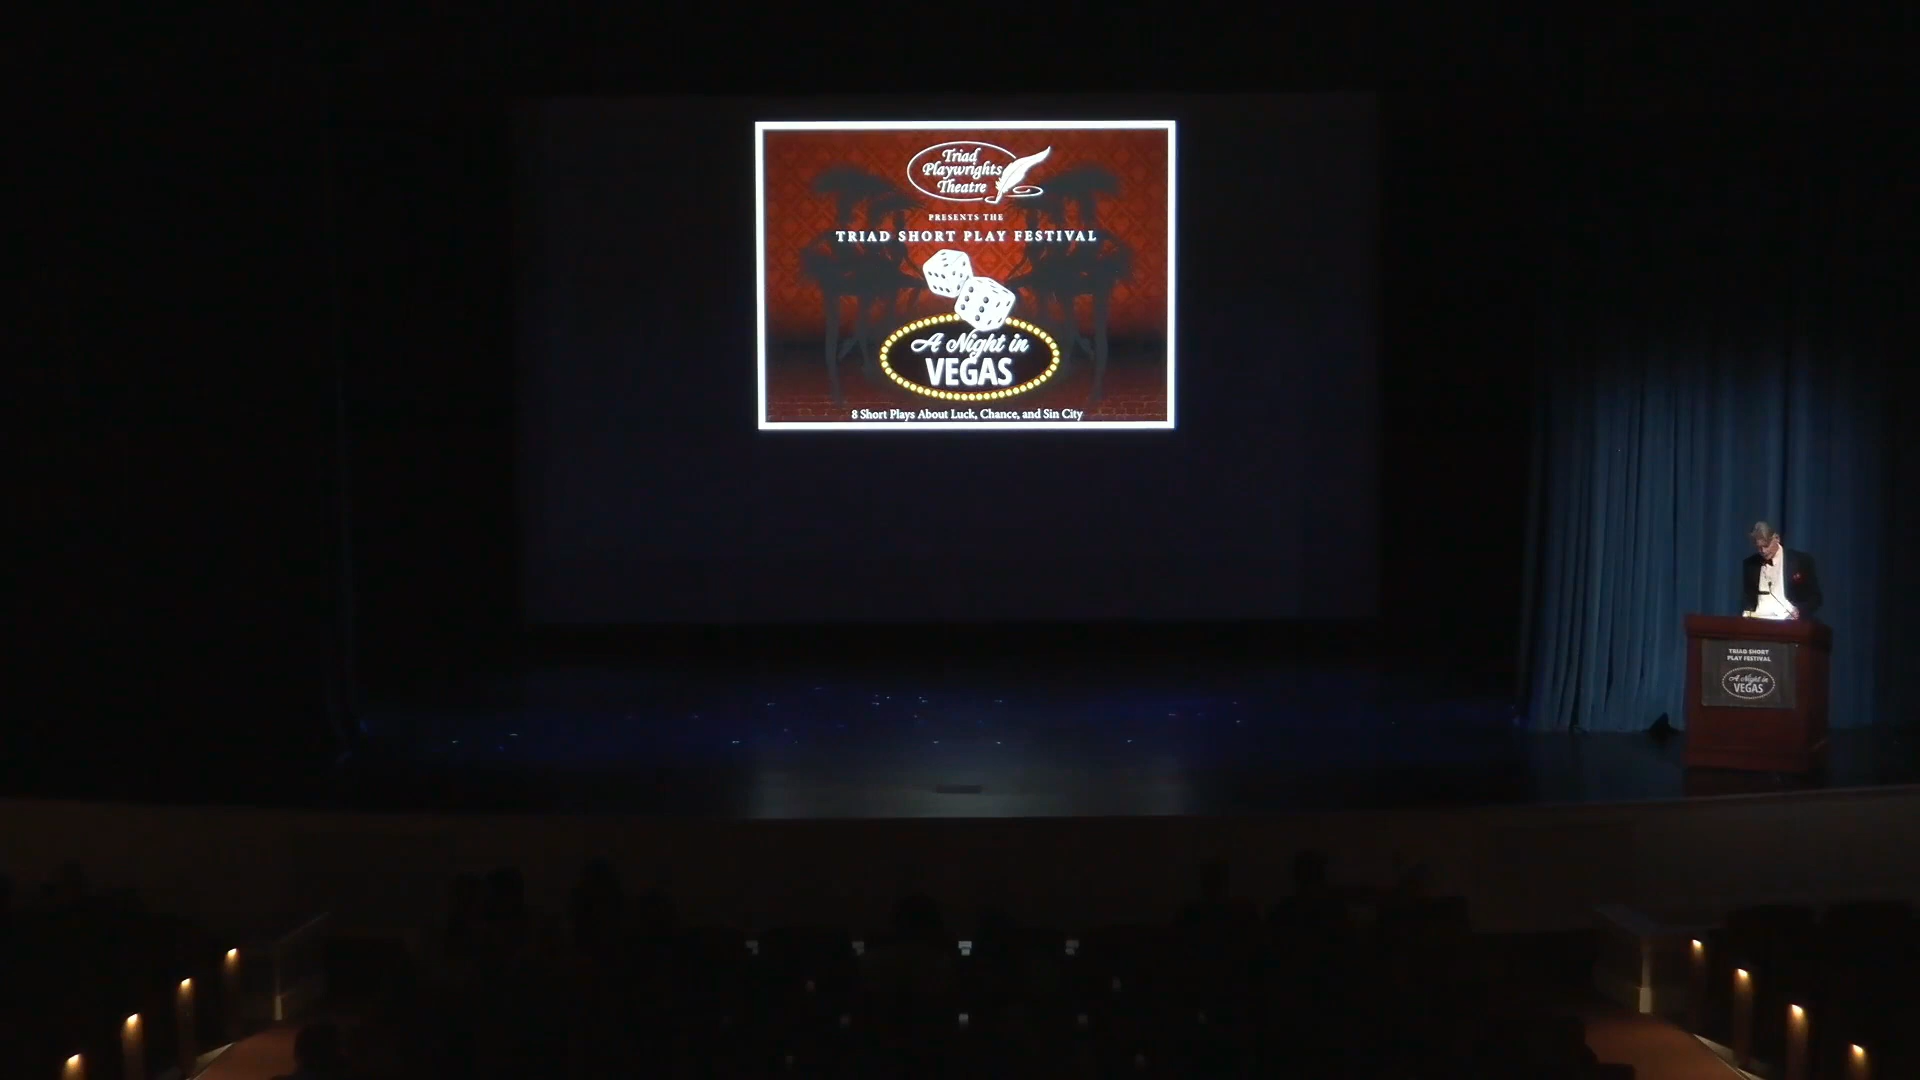 Triad
Playwrights
Theatre
PRESENTS THE
TRIAD SHORT PLAY FESTIVAL
A Night in
VEGAS
8 Short Plays About Luck, Chance, and Sin City
TRIAD SHORT
PLAY FESTIVAL
A Night in
VEGAS